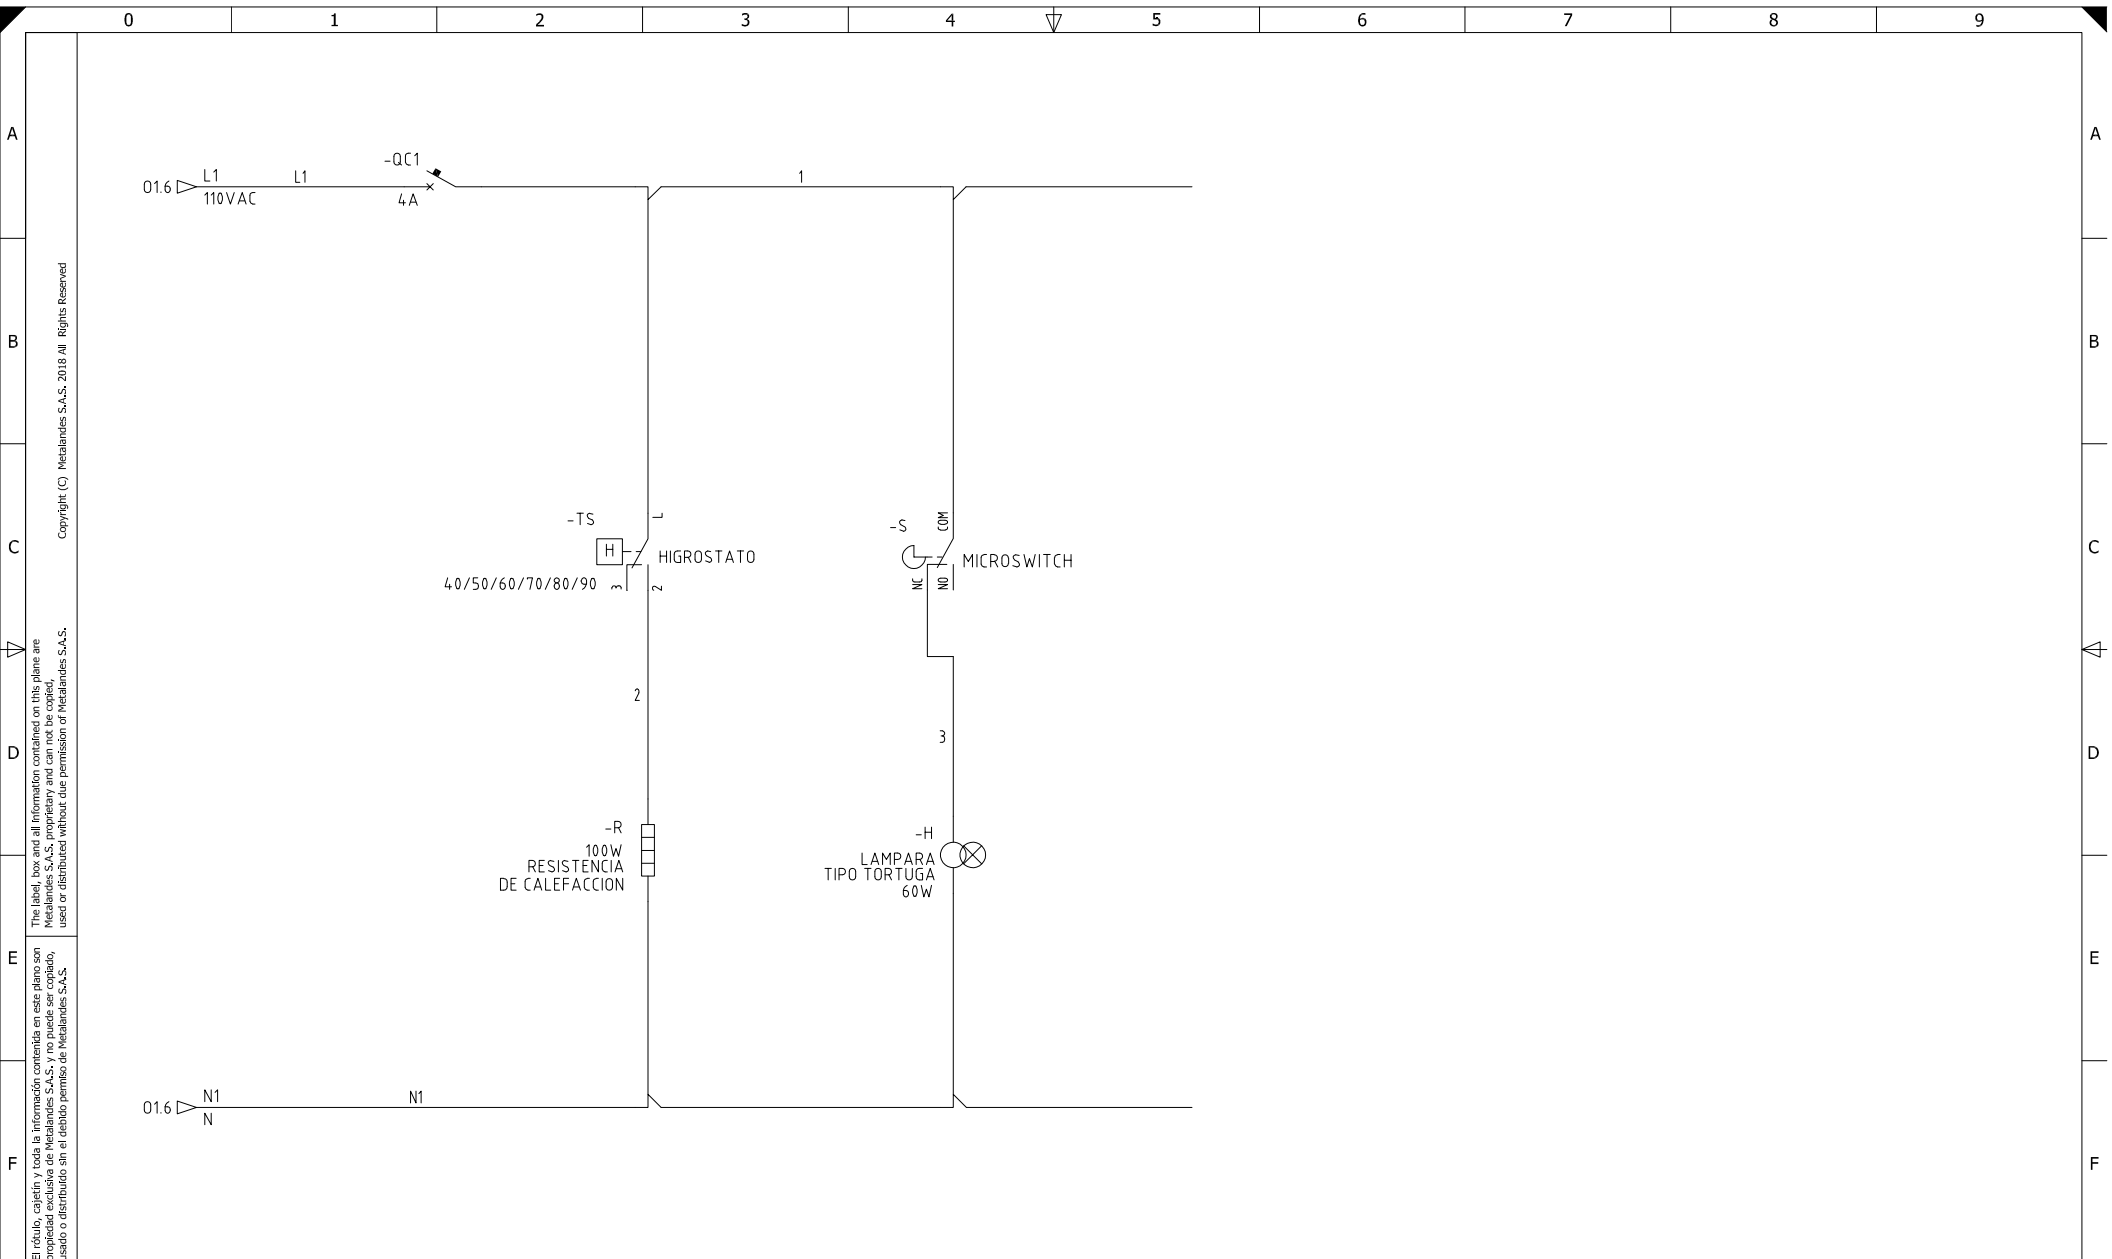 0 1 2 3 4 5 6 7 8 9
A A
-QC1
L1 L1 1
01.6
110VAC 4A
B B
-TS L
-S COM
C C
H
HIGROSTATO
MICROSWITCH
40/50/60/70/80/90 3 2
NC NO
2
3
D D
-R
100W
RESISTENCIA
DE CALEFACCION
-H
LAMPARA
TIPO TORTUGA
60W
E E
N1 N1
01.6
N
F F
Copyright (C) Metalandes S.A.S. 2018 All Rights Reserved
The label, box and all information contained on this plane are
Metalandes S.A.S. proprietary and can not be copied,
used or distributed without due permission of Metalandes S.A.S.
El rótulo, cajetín y toda la información contenida en este plano son
propiedad exclusiva de Metalandes S.A.S. y no puede ser copiado,
usado o distribuido sin el debido permiso de Metalandes S.A.S.